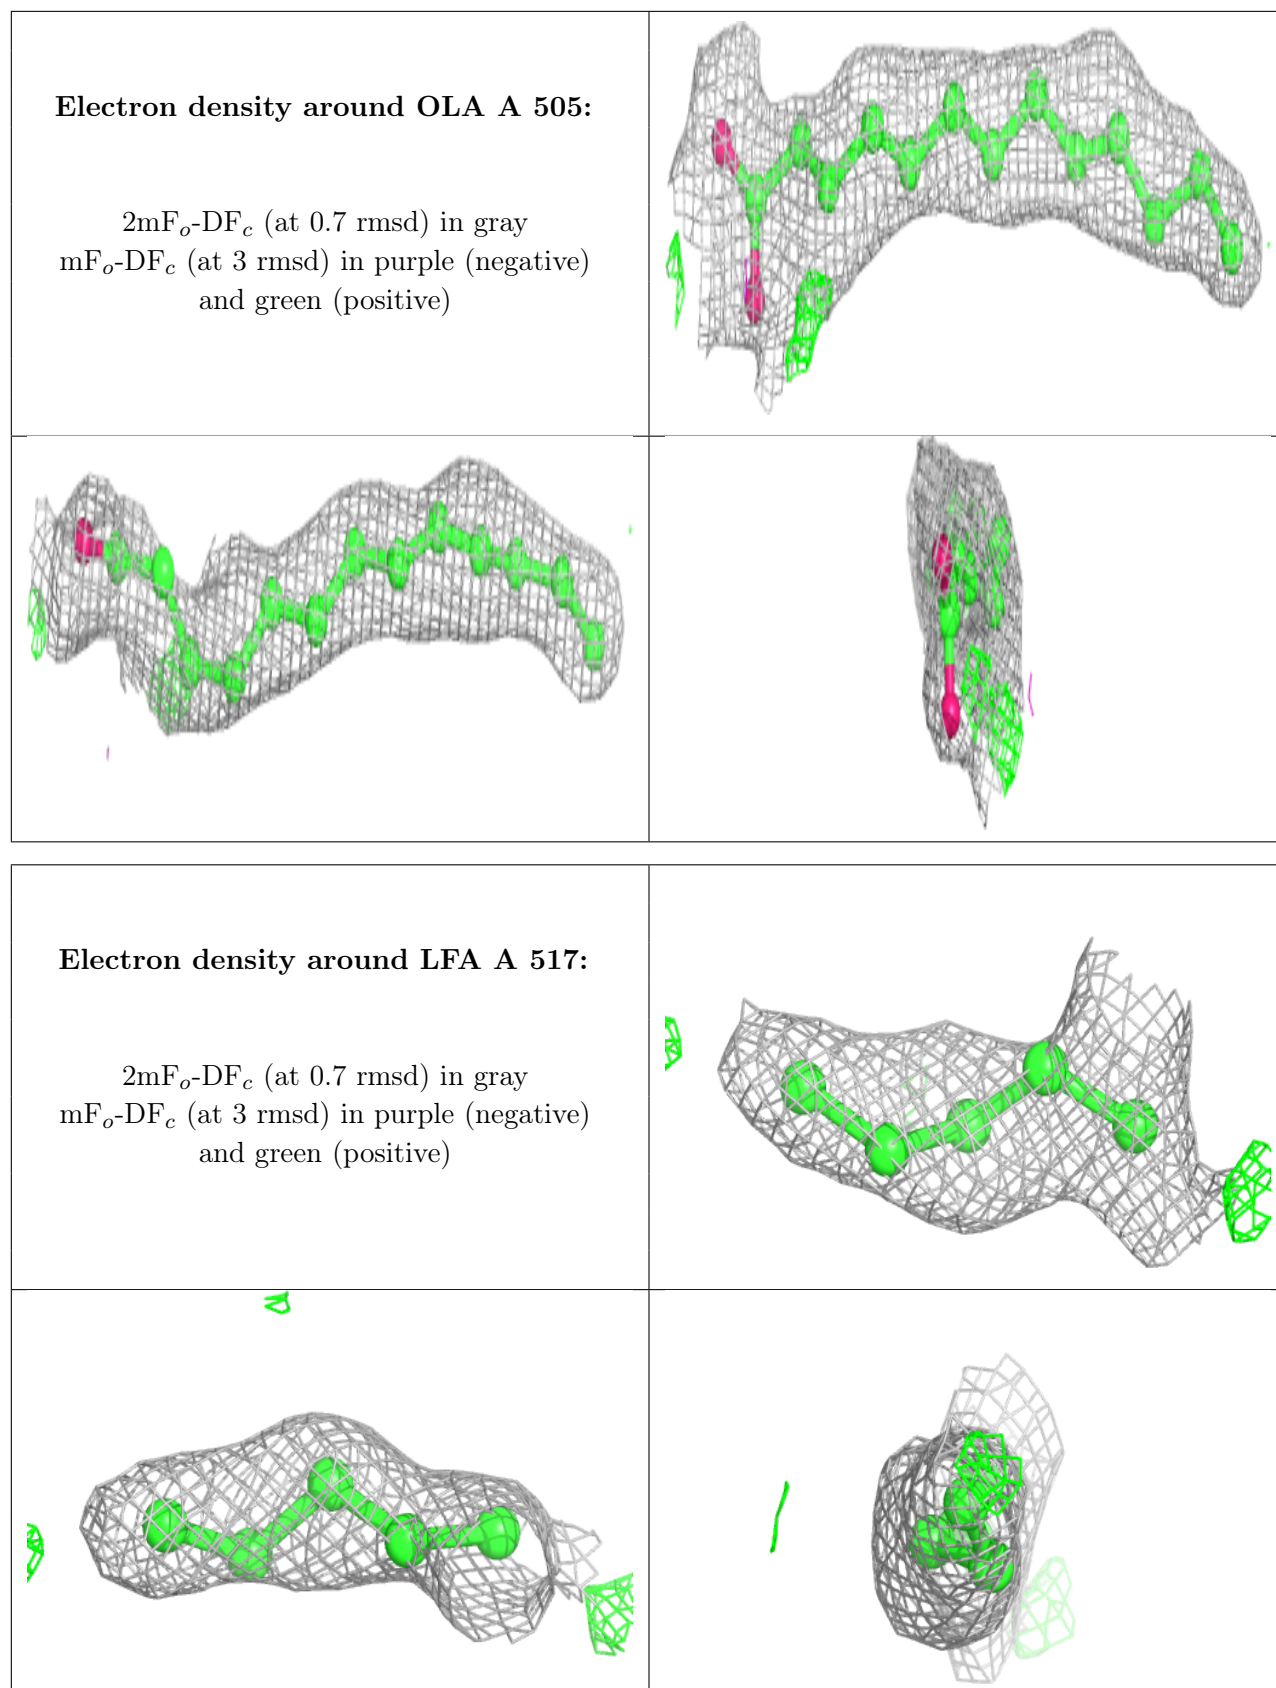 Electron density around OLA A 505:
2mFo-DFc (at 0.7 rmsd) in gray
mFo-DFc (at 3 rmsd) in purple (negative)
and green (positive)
Electron density around LFA A 517:
2mFo-DFc (at 0.7 rmsd) in gray
mFo-DFc (at 3 rmsd) in purple (negative)
and green (positive)